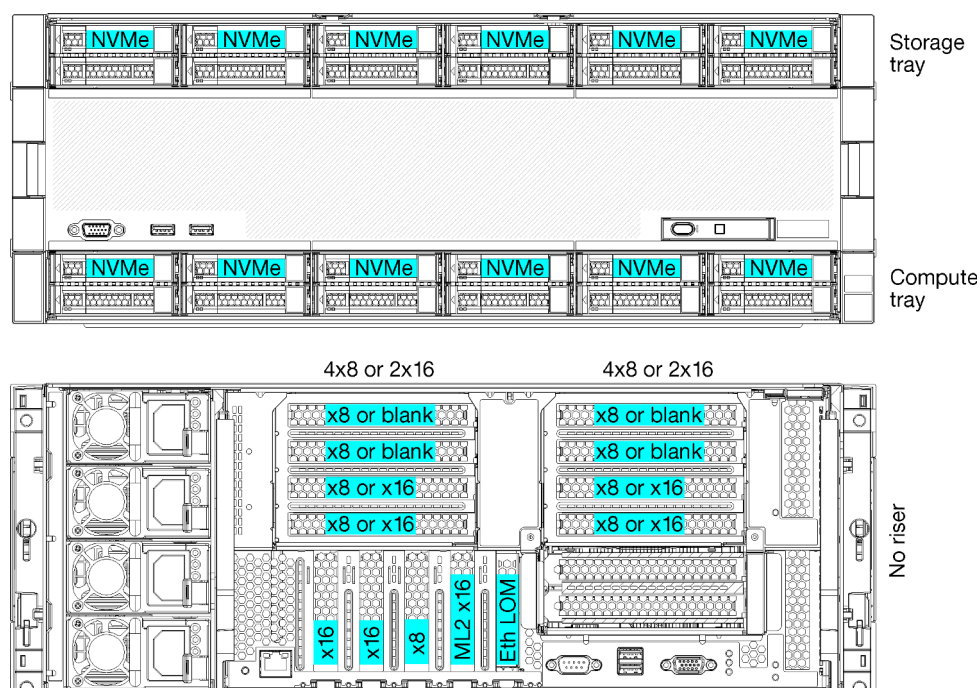 NVMe NVMe NVMe NVMe NVMe NVMe
Storage
tray
NVMe NVMe NVMe NVMe NVMe NVMe
Compute
tray
4x8 or 2x16 4x8 or 2x16
x8 or blank x8 or blank
x8 or blank x8 or blank
x8 or x16 x8 or x16
x8 or x16 x8 or x16
No riser
x16 x16 x8 ML2 x16 Eth LOM